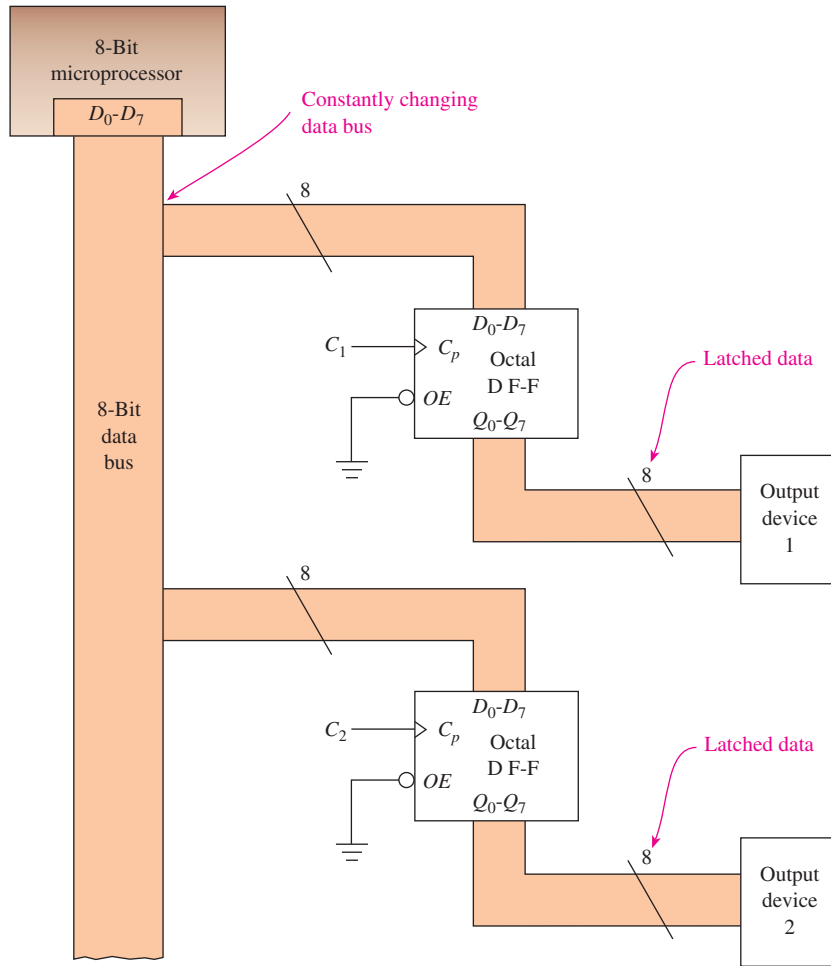 8-Bit
microprocessor
D₀-D₇
Constantly changing
data bus
8
D₀-D₇
C₁
Cₚ
Octal
D F-F
OE
Q₀-Q₇
Latched data
8
Output
device
1
8-Bit
data
bus
8
D₀-D₇
C₂
Cₚ
Octal
D F-F
OE
Q₀-Q₇
Latched data
8
Output
device
2